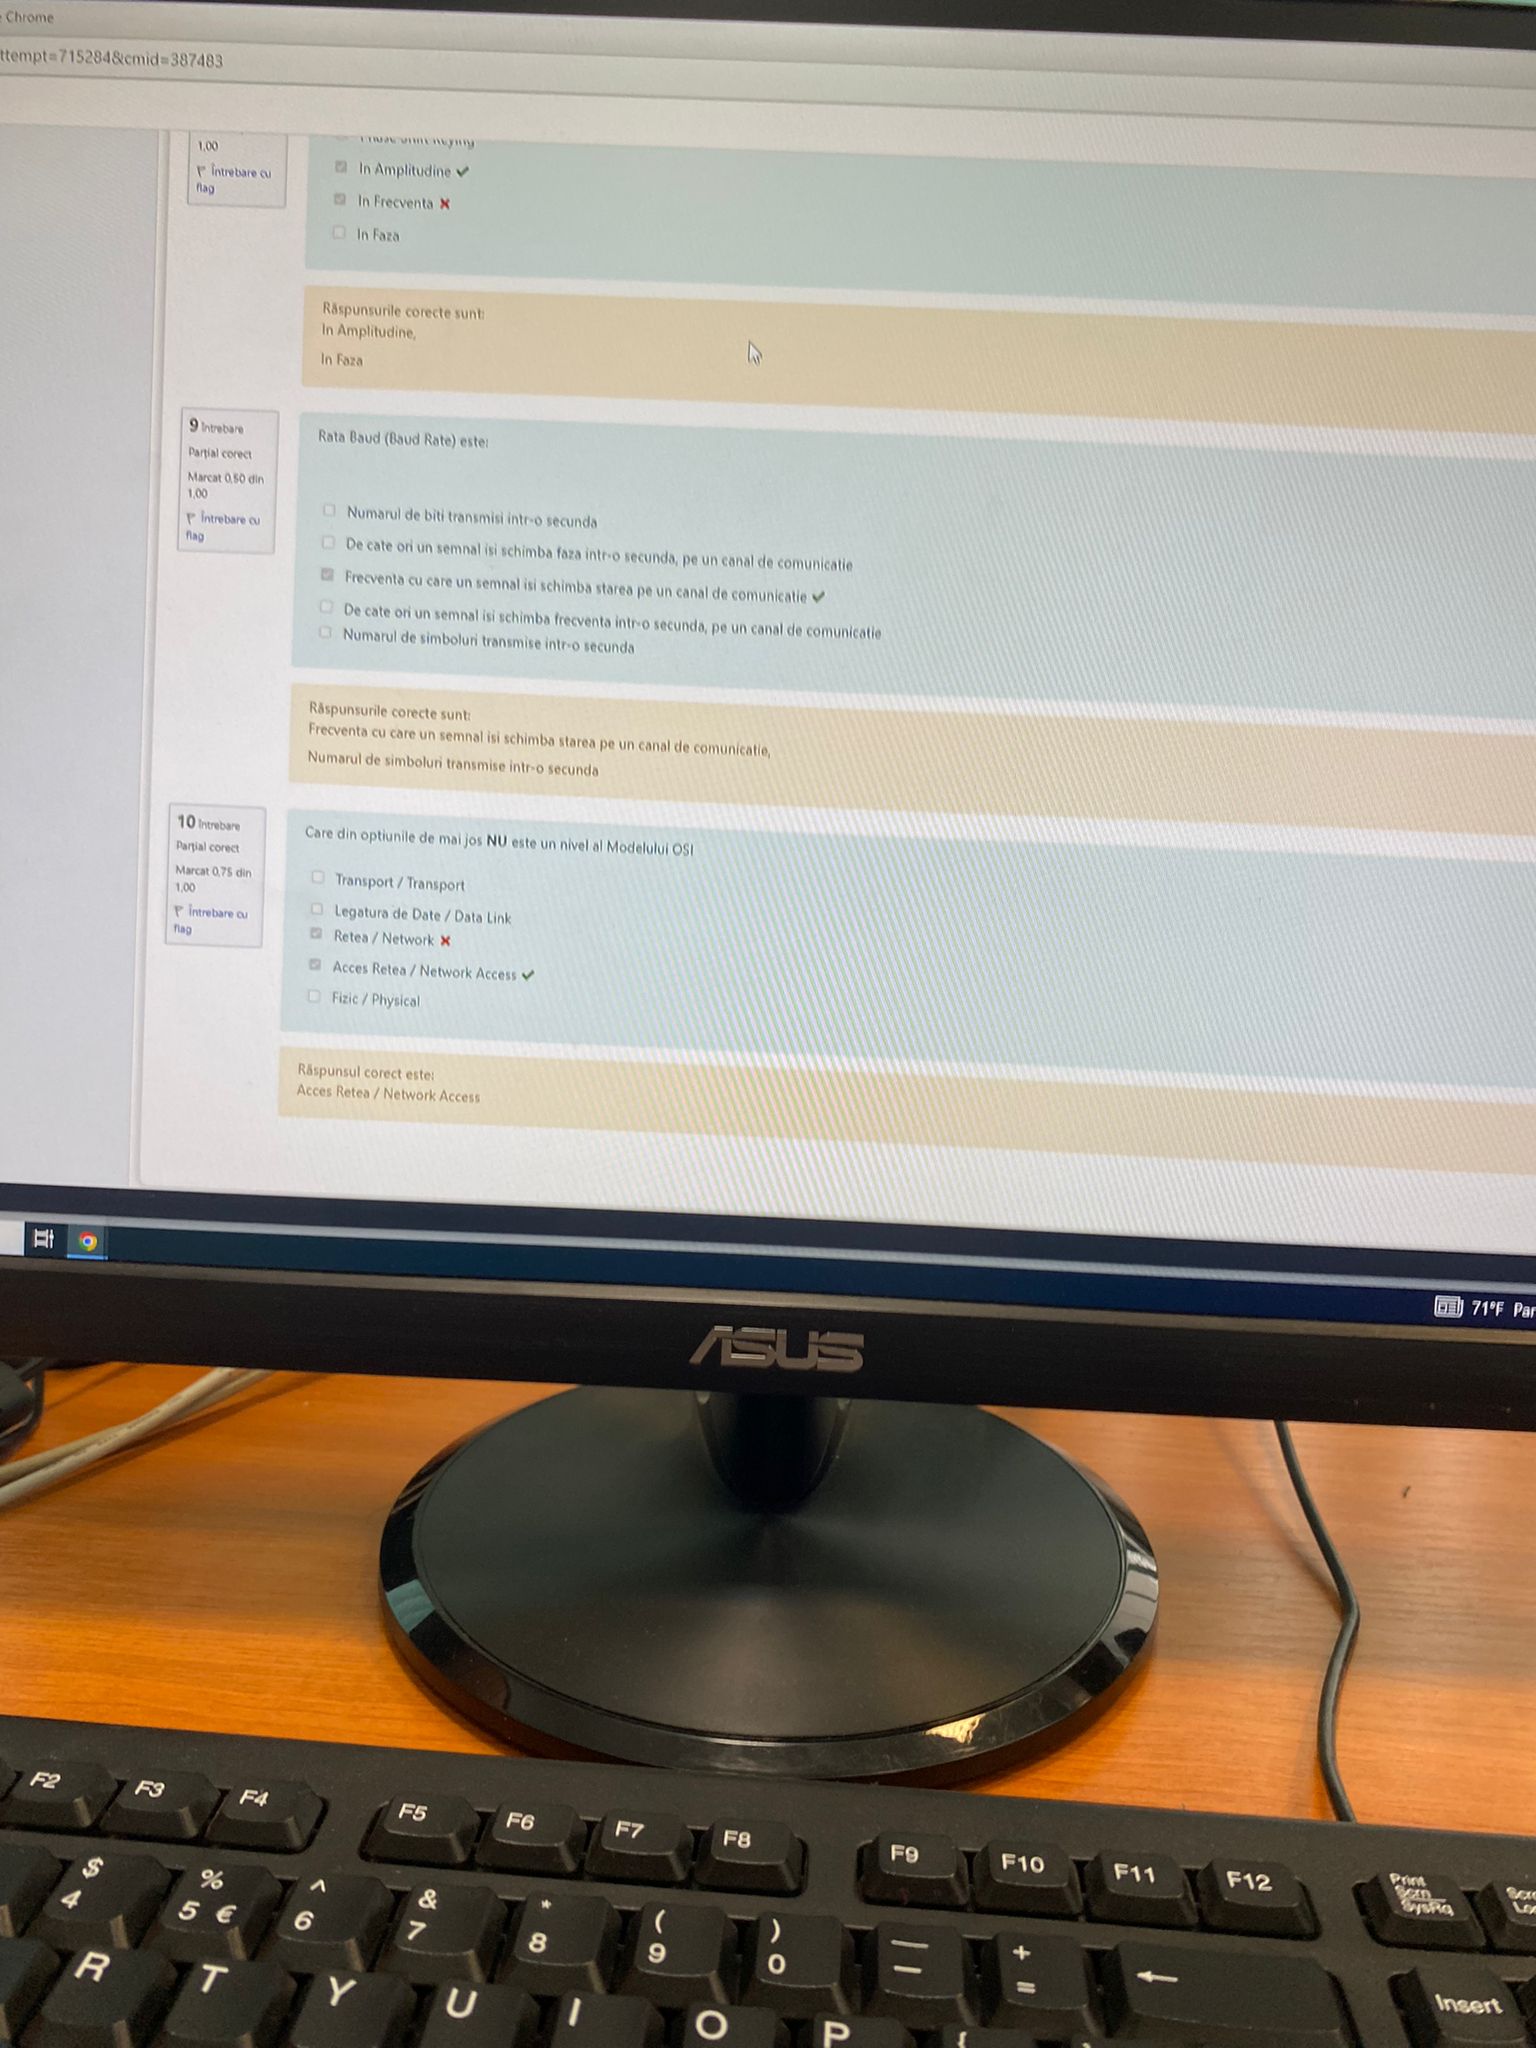 Chrome
ttempt=715284&cmid=387483
1,00
Întrebare cu
flag
Phase Shift Keying
In Amplitudine
In Frecventa
In Faza
Răspunsurile corecte sunt:
In Amplitudine,
In Faza
9 Întrebare
Parțial corect
Marcat 0,50 din
1,00
Întrebare cu
flag
Rata Baud (Baud Rate) este:
Numarul de biti transmisi intr-o secunda
De cate ori un semnal isi schimba faza intr-o secunda, pe un canal de comunicatie
Frecventa cu care un semnal isi schimba starea pe un canal de comunicatie
De cate ori un semnal isi schimba frecventa intr-o secunda, pe un canal de comunicatie
Numarul de simboluri transmise intr-o secunda
Răspunsurile corecte sunt:
Frecventa cu care un semnal isi schimba starea pe un canal de comunicatie,
Numarul de simboluri transmise intr-o secunda
10 Întrebare
Parțial corect
Marcat 0,75 din
1,00
Întrebare cu
flag
Care din optiunile de mai jos NU este un nivel al Modelului OSI
Transport / Transport
Legatura de Date / Data Link
Retea / Network
Acces Retea / Network Access
Fizic / Physical
Răspunsul corect este:
Acces Retea / Network Access
71°F Par
ASUS
F2 F3 F4 F5 F6 F7 F8 F9 F10 F11 F12 Print Scrn SysRq
$ 4 % 5 € ^ 6 & 7 * 8 ( 9 ) 0 — - + =
R T Y U I O P { Insert